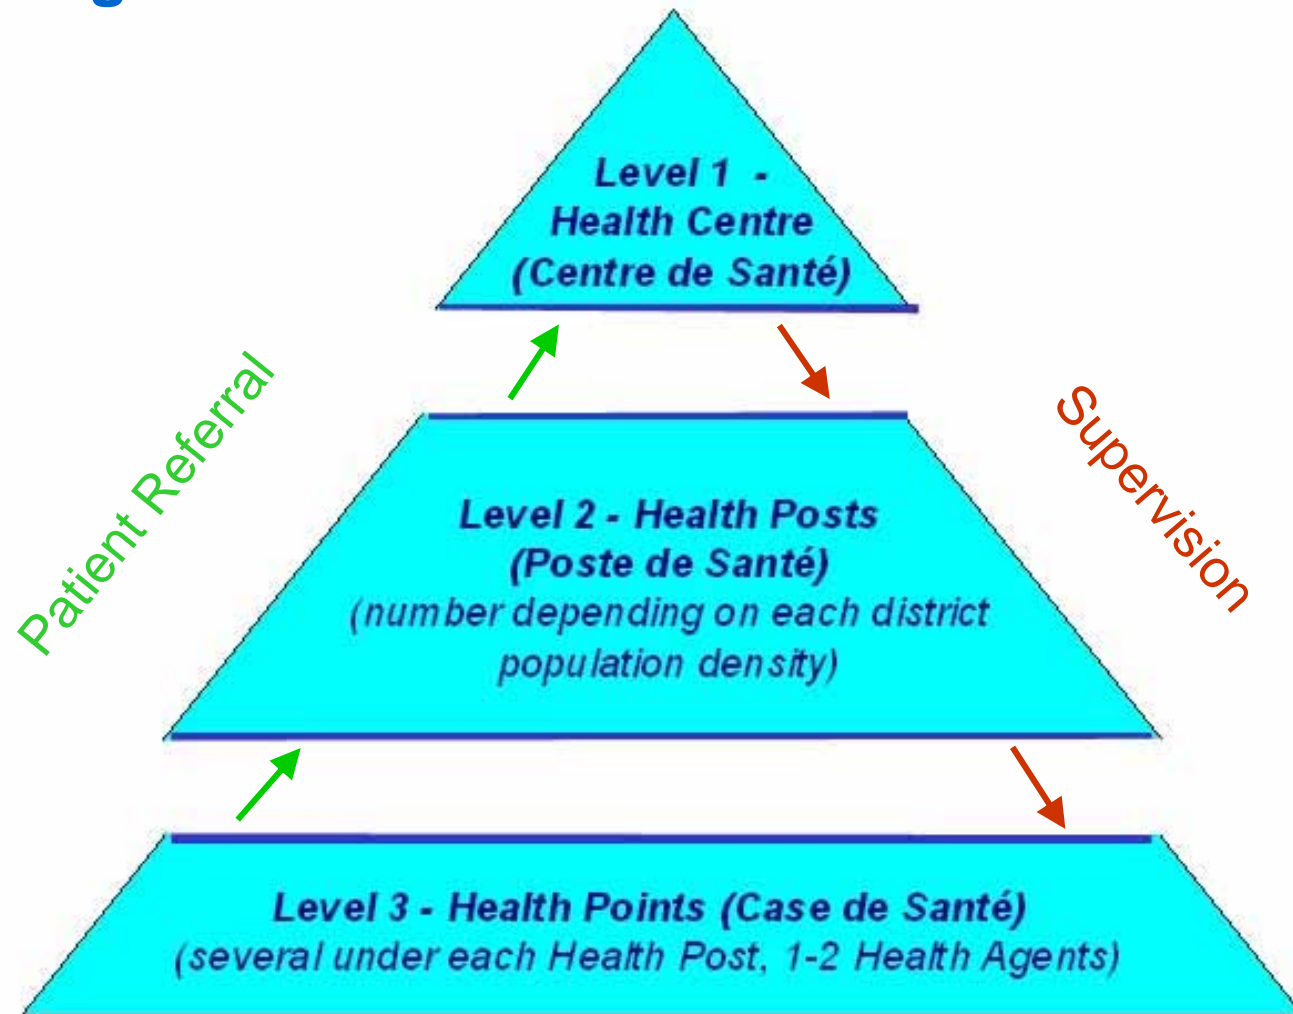 Level 1 -
Health Centre
(Centre de Santé)
Patient Referral
Supervision
Level 2 - Health Posts
(Poste de Santé)
(number depending on each district
population density)
Level 3 - Health Points (Case de Santé)
(several under each Health Post, 1-2 Health Agents)